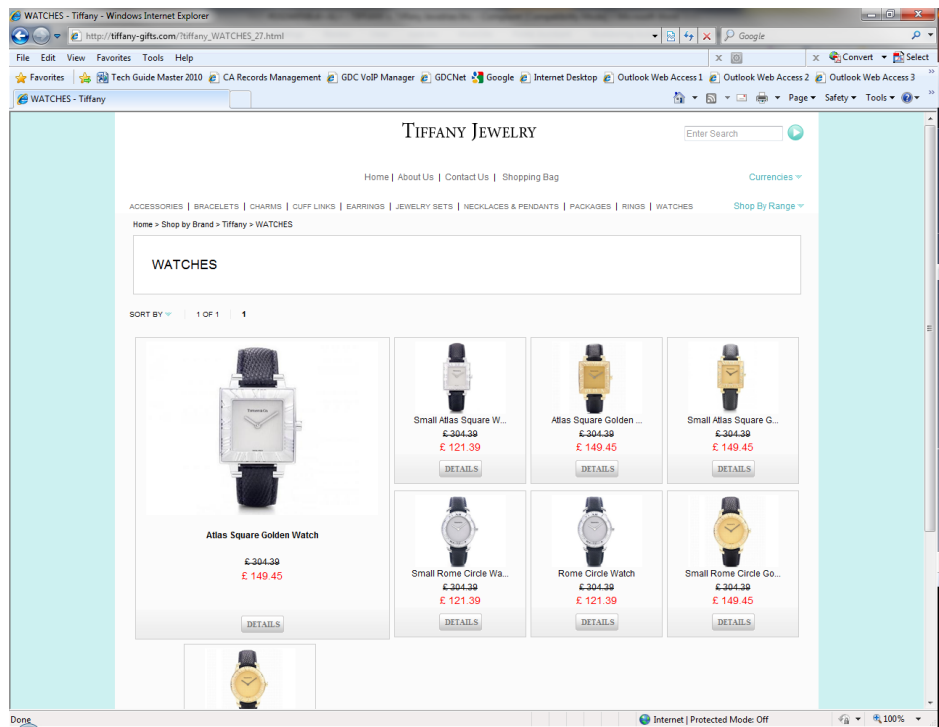 WATCHES - Tiffany - Windows Internet Explorer
http://tiffany-gifts.com/?tiffany_WATCHES_27.html
Google
File Edit View Favorites Tools Help
Convert Select
Favorites Tech Guide Master 2010 CA Records Management GDC VoIP Manager GDCNet Google Internet Desktop Outlook Web Access 1 Outlook Web Access 2 Outlook Web Access 3
WATCHES - Tiffany
Page Safety Tools
TIFFANY JEWELRY
Enter Search
Home | About Us | Contact Us | Shopping Bag
Currencies
ACCESSORIES | BRACELETS | CHARMS | CUFF LINKS | EARRINGS | JEWELRY SETS | NECKLACES & PENDANTS | PACKAGES | RINGS | WATCHES
Shop By Range
Home > Shop by Brand > Tiffany > WATCHES
WATCHES
SORT BY 1 OF 1 1
Atlas Square Golden Watch
£ 304.39
£ 149.45
DETAILS
Small Atlas Square W...
£ 304.39
£ 121.39
DETAILS
Atlas Square Golden ...
£ 304.39
£ 149.45
DETAILS
Small Atlas Square G...
£ 304.39
£ 149.45
DETAILS
Small Rome Circle Wa...
£ 304.39
£ 121.39
DETAILS
Rome Circle Watch
£ 304.39
£ 121.39
DETAILS
Small Rome Circle Go...
£ 304.39
£ 149.45
DETAILS
Done
Internet | Protected Mode: Off
100%